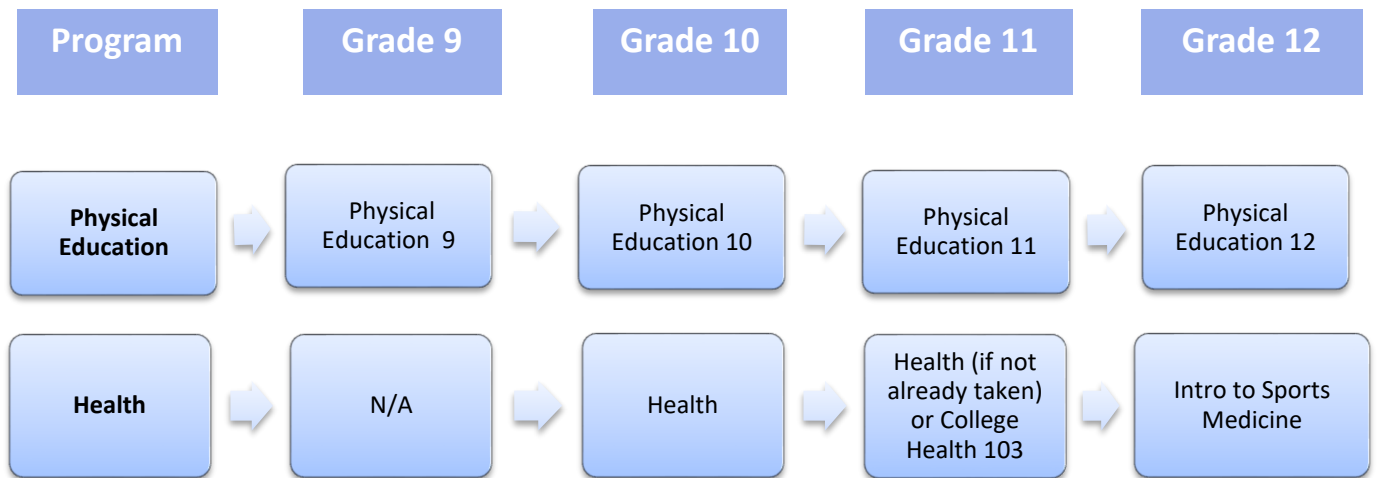 Program
Grade 9
Grade 10
Grade 11
Grade 12
Physical
Education
Physical
Education 9
Physical
Education 10
Physical
Education 11
Physical
Education 12
Health
N/A
Health
Health (if not
already taken)
or College
Health 103
Intro to Sports
Medicine